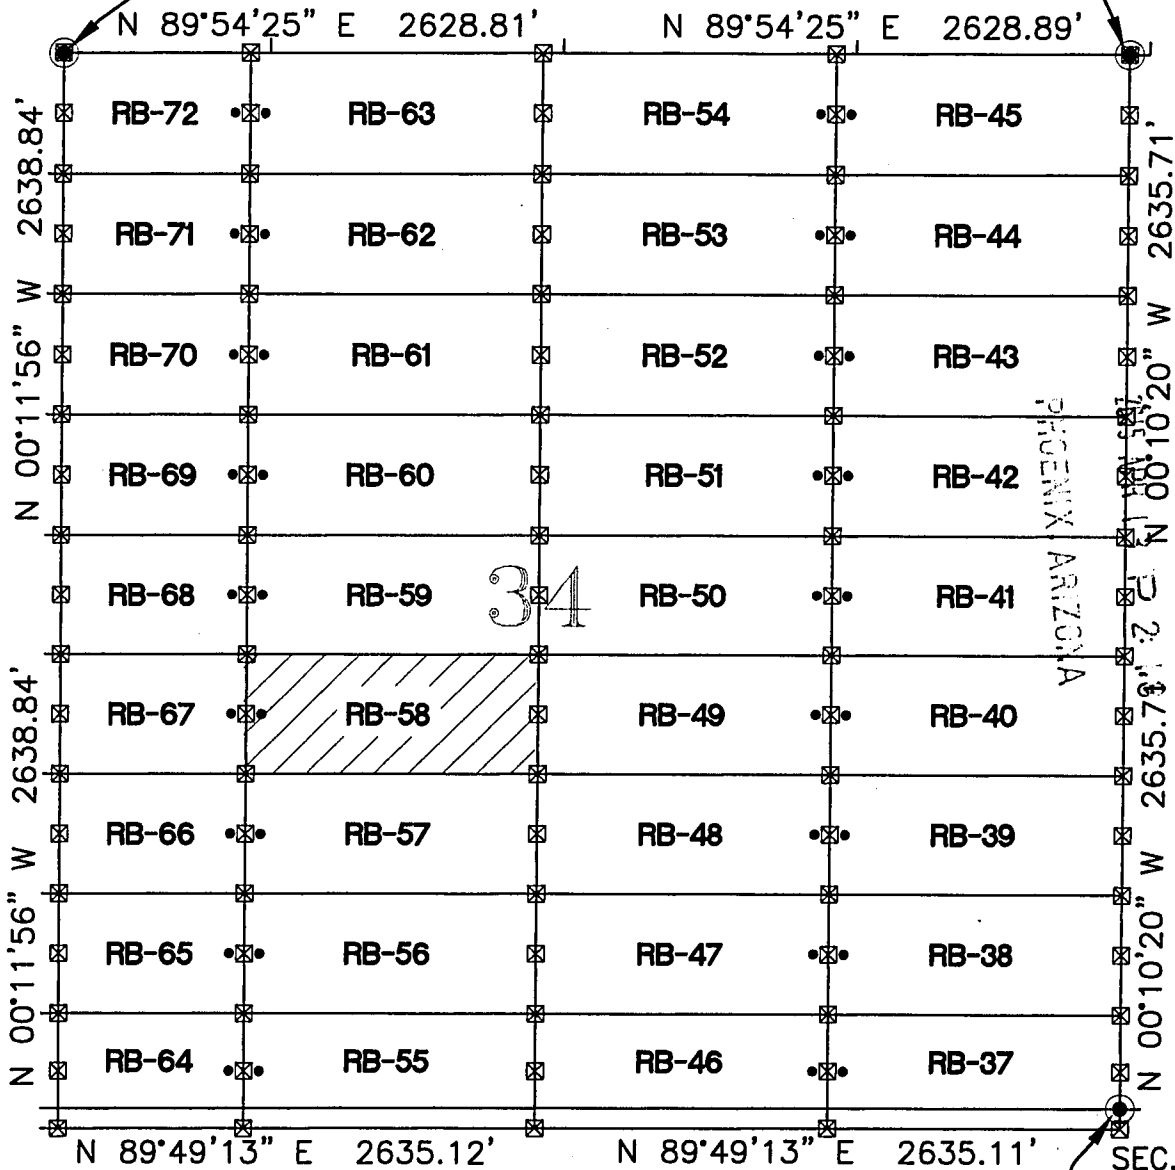 N 89°54'25" E 2628.81' N 89°54'25" E 2628.89'
RB-72 RB-63 RB-54 RB-45
RB-71 RB-62 RB-53 RB-44
RB-70 RB-61 RB-52 RB-43
RB-69 RB-60 RB-51 RB-42
RB-68 RB-59 34 RB-50 RB-41
RB-67 RB-58 RB-49 RB-40
RB-66 RB-57 RB-48 RB-39
RB-65 RB-56 RB-47 RB-38
RB-64 RB-55 RB-46 RB-37
N 89°49'13" E 2635.12' N 89°49'13" E 2635.11' SEC.
N 00°11'56" W 2638.84'
N 00°11'56" W 2638.84'
N 00°10'20" W 2635.71'
N 00°10'20" W 2635.71'
PHOENIX, ARIZONA